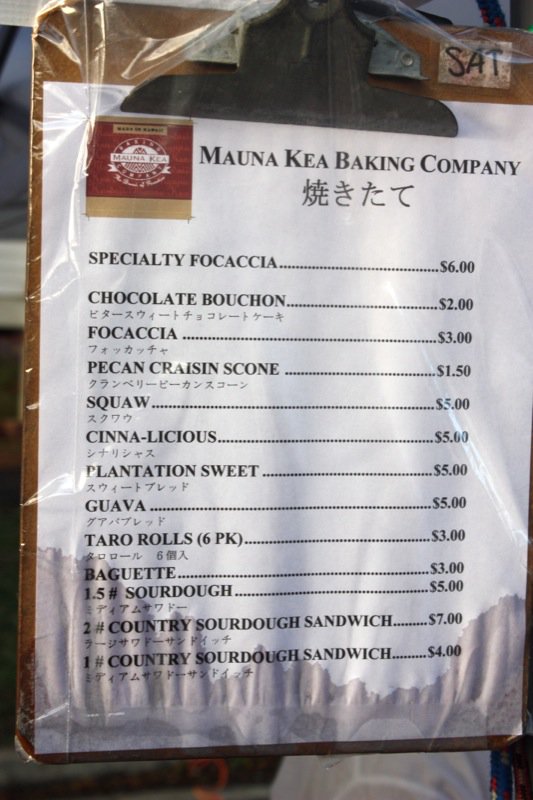 SAT
MADE IN HAWAII
MAUNA KEA
BAKING
MAUNA KEA BAKING COMPANY
焼きたて
SPECIALTY FOCACCIA..............................$6.00
CHOCOLATE BOUCHON..............................$2.00
ビタースウィートチョコレートケーキ
FOCACCIA ..............................$3.00
フォッカッチャ
PECAN CRAISIN SCONE ..............................$1.50
クランベリーピーカンスコーン
SQUAW..............................$5.00
スクワウ
CINNA-LICIOUS..............................$5.00
シナリシャス
PLANTATION SWEET ..............................$5.00
スウィートブレッド
GUAVA ..............................$5.00
グアバブレッド
TARO ROLLS (6 PK)..............................$3.00
タロロール 6個入
BAGUETTE..............................$3.00
1.5 # SOURDOUGH ..............................$5.00
ミディアムサワドー
2 # COUNTRY SOURDOUGH SANDWICH.........$7.00
ラージサワドーサンドイッチ
1 # COUNTRY SOURDOUGH SANDWICH.........$4.00
ミディアムサワドーサンドイッチ